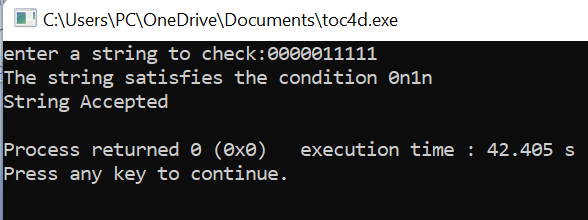 C:\Users\PC\OneDrive\Documents\toc4d.exe
enter a string to check:0000011111
The string satisfies the condition 0n1n
String Accepted
Process returned 0 (0x0)   execution time : 42.405 s
Press any key to continue.